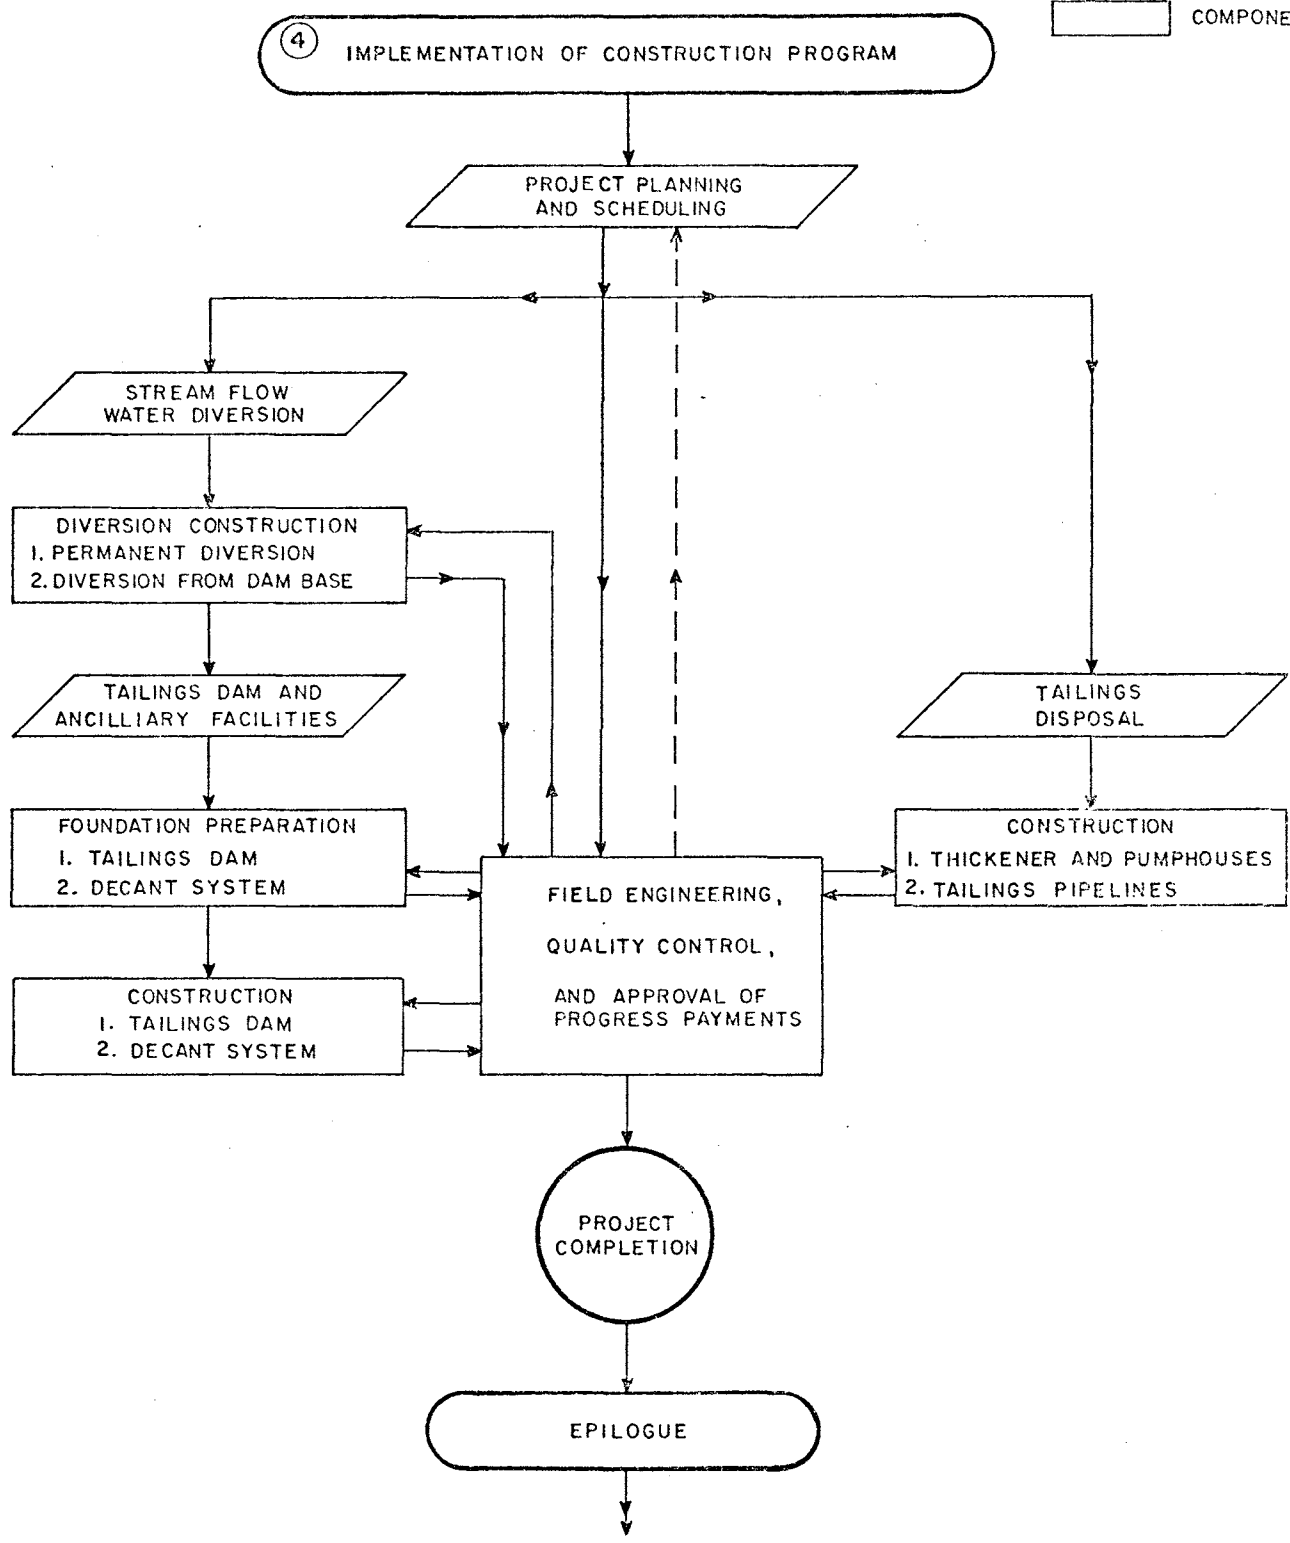 COMPONE
4 IMPLEMENTATION OF CONSTRUCTION PROGRAM
PROJECT PLANNING
AND SCHEDULING
STREAM FLOW
WATER DIVERSION
DIVERSION CONSTRUCTION
1. PERMANENT DIVERSION
2. DIVERSION FROM DAM BASE
TAILINGS DAM AND
ANCILLIARY FACILITIES
TAILINGS
DISPOSAL
FOUNDATION PREPARATION
1. TAILINGS DAM
2. DECANT SYSTEM
CONSTRUCTION
1. THICKENER AND PUMPHOUSES
2. TAILINGS PIPELINES
FIELD ENGINEERING,
QUALITY CONTROL,
AND APPROVAL OF
PROGRESS PAYMENTS
CONSTRUCTION
1. TAILINGS DAM
2. DECANT SYSTEM
PROJECT
COMPLETION
EPILOGUE